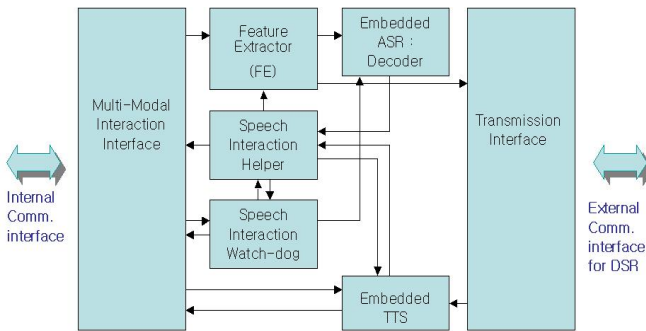 Feature
Extractor
(FE)
Embedded
ASR :
Decoder
Multi-Modal
Interaction
Interface
Speech
Interaction
Helper
Transmission
Interface
Internal
Comm.
interface
Speech
Interaction
Watch-dog
External
Comm.
interface
for DSR
Embedded
TTS